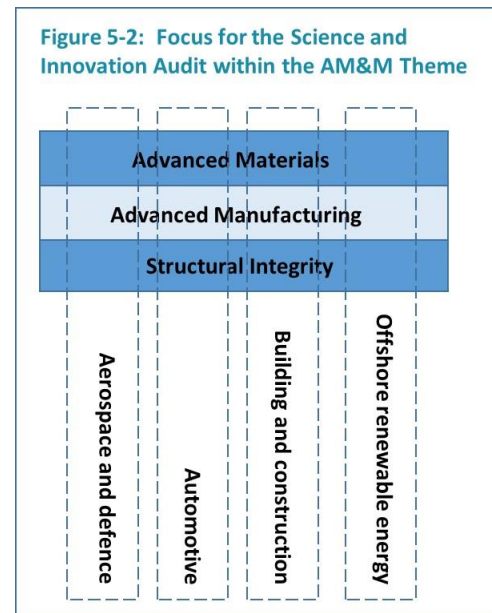 Figure 5-2:  Focus for the Science and
Innovation Audit within the AM&M Theme
Advanced Materials
Advanced Manufacturing
Structural Integrity
Aerospace and defence
Automotive
Building and construction
Offshore renewable energy